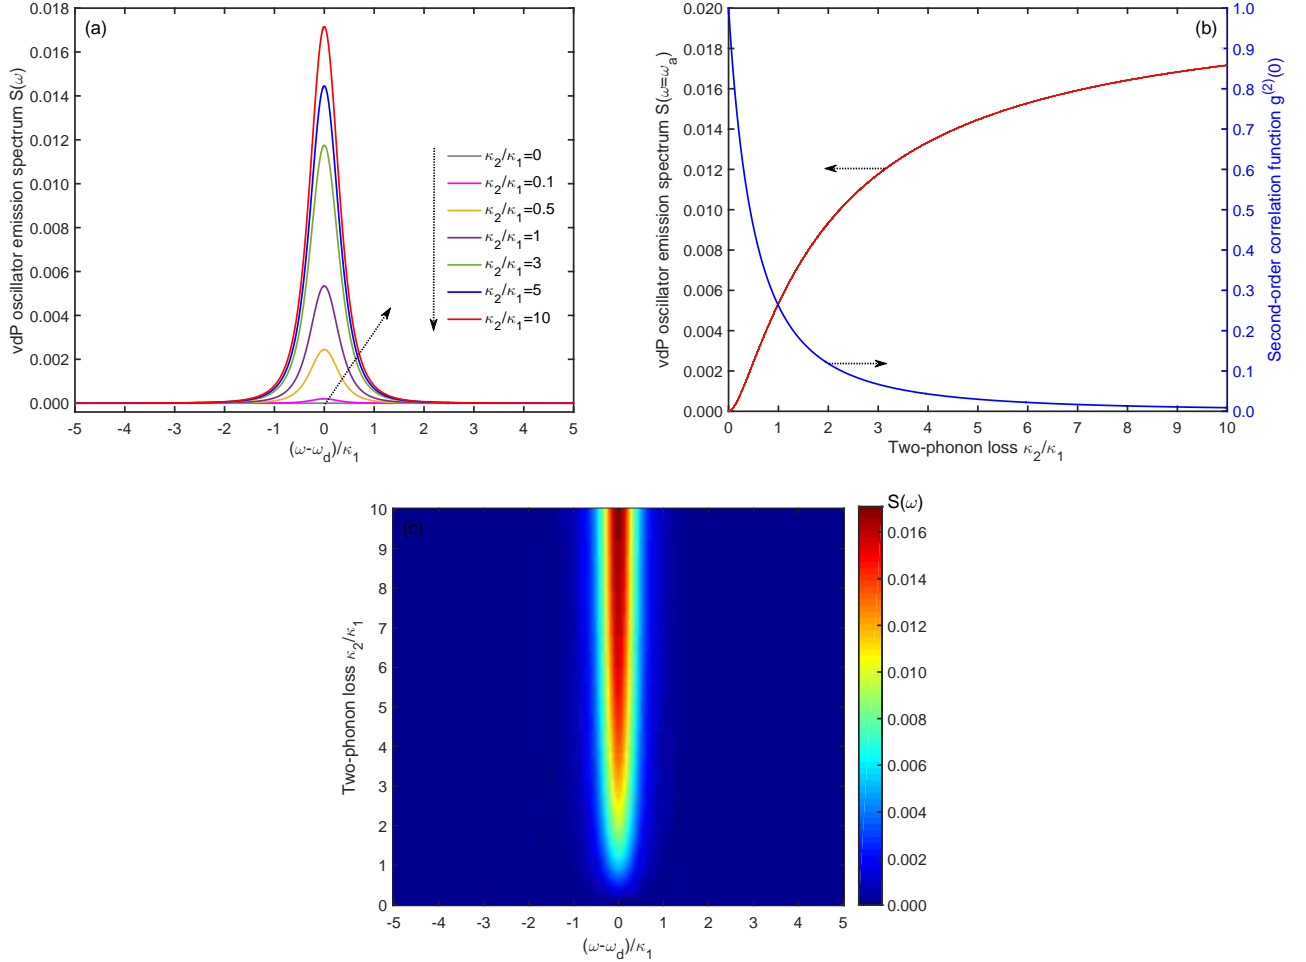 (a)
vdP oscillator emission spectrum S(ω)
0.018
0.016
0.014
0.012
0.010
0.008
0.006
0.004
0.002
0.000
κ2/κ1=0
κ2/κ1=0.1
κ2/κ1=0.5
κ2/κ1=1
κ2/κ1=3
κ2/κ1=5
κ2/κ1=10
-5 -4 -3 -2 -1 0 1 2 3 4 5
(ω-ωd)/κ1
(b)
vdP oscillator emission spectrum S(ω=ωa)
0.020
0.018
0.016
0.014
0.012
0.010
0.008
0.006
0.004
0.002
0.000
1.0
0.9
0.8
0.7
0.6
0.5
0.4
0.3
0.2
0.1
0.0
Second-order correlation function g(2)(0)
0 1 2 3 4 5 6 7 8 9 10
Two-phonon loss κ2/κ1
(c)
Two-phonon loss κ2/κ1
10
9
8
7
6
5
4
3
2
1
0
-5 -4 -3 -2 -1 0 1 2 3 4 5
(ω-ωd)/κ1
S(ω)
0.016
0.014
0.012
0.010
0.008
0.006
0.004
0.002
0.000